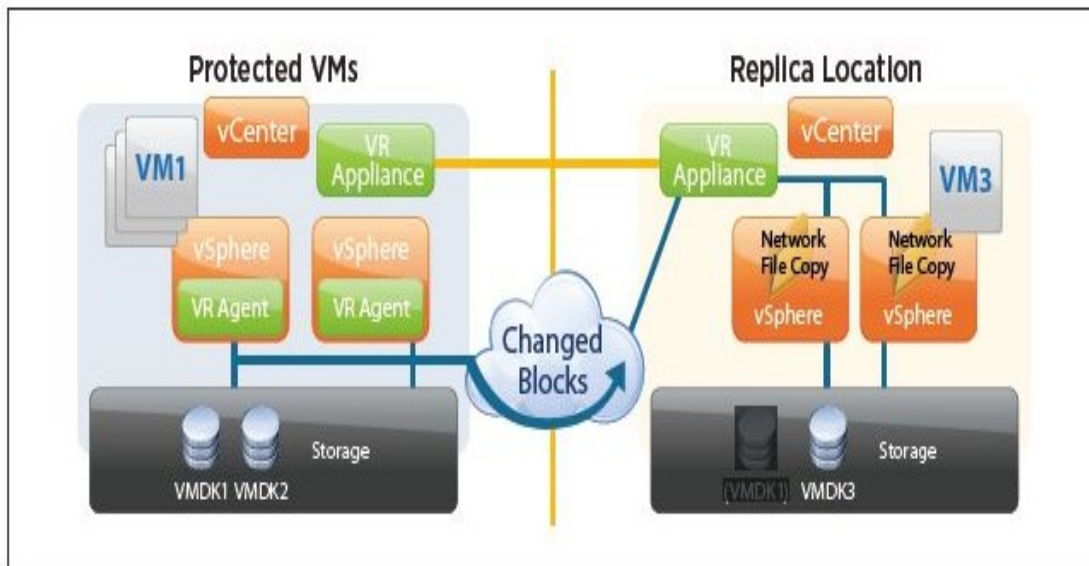 Protected VMs
Replica Location
vCenter
VR
Appliance
VM1
vSphere
VR Agent
vSphere
VR Agent
Changed
Blocks
VR
Appliance
vCenter
VM3
Network
File Copy
vSphere
Network
File Copy
vSphere
Storage
VMDK1 VMDK2
Storage
(VMDK1)
VMDK3